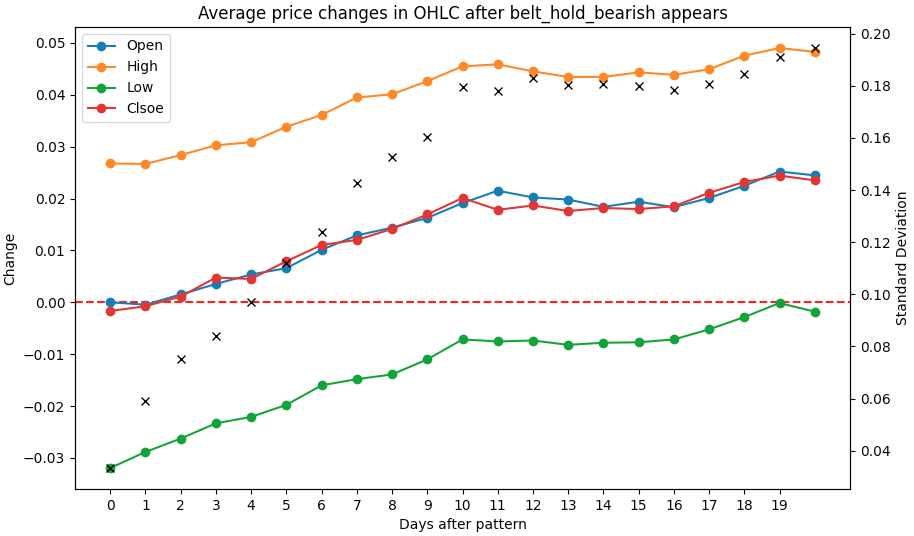 Average price changes in OHLC after belt_hold_bearish appears
Open
High
Low
Clsoe
0.05
0.04
0.03
0.02
0.01
0.00
−0.01
−0.02
−0.03
Change
0.20
0.18
0.16
0.14
0.12
0.10
0.08
0.06
0.04
Standard Deviation
0 1 2 3 4 5 6 7 8 9 10 11 12 13 14 15 16 17 18 19
Days after pattern